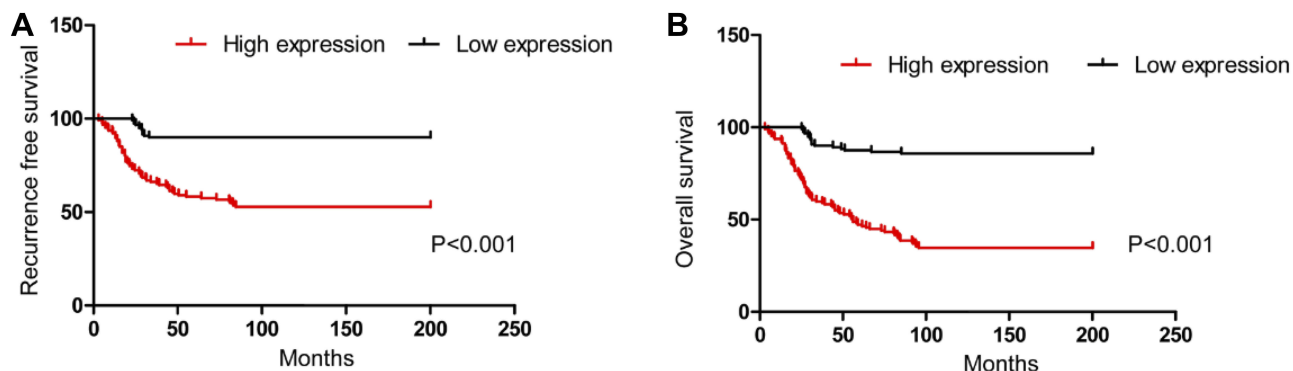 A
150
High expression
Low expression
Recurrence free survival
100
50
0
P<0.001
0 50 100 150 200 250
Months
B
150
High expression
Low expression
Overall survival
100
50
0
P<0.001
0 50 100 150 200 250
Months